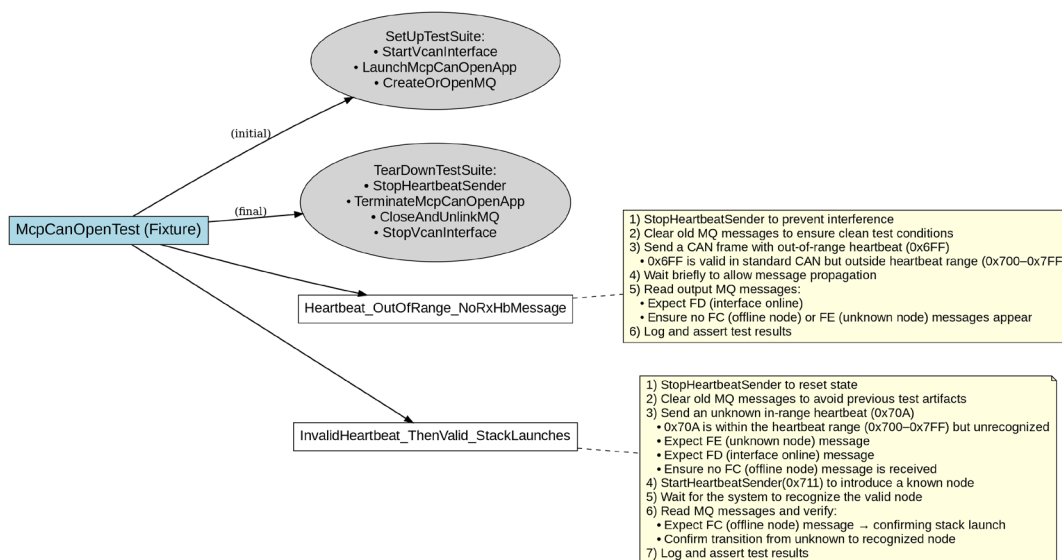 SetUpTestSuite:
• StartVcanInterface
• LaunchMcpCanOpenApp
• CreateOrOpenMQ
(initial)
TearDownTestSuite:
• StopHeartbeatSender
• TerminateMcpCanOpenApp
• CloseAndUnlinkMQ
• StopVcanInterface
(final)
McpCanOpenTest (Fixture)
Heartbeat_OutOfRange_NoRxHbMessage
1) StopHeartbeatSender to prevent interference
2) Clear old MQ messages to ensure clean test conditions
3) Send a CAN frame with out-of-range heartbeat (0x6FF)
• 0x6FF is valid in standard CAN but outside heartbeat range (0x700–0x7FF
4) Wait briefly to allow message propagation
5) Read output MQ messages:
• Expect FD (interface online)
• Ensure no FC (offline node) or FE (unknown node) messages appear
6) Log and assert test results
InvalidHeartbeat_ThenValid_StackLaunches
1) StopHeartbeatSender to reset state
2) Clear old MQ messages to avoid previous test artifacts
3) Send an unknown in-range heartbeat (0x70A)
• 0x70A is within the heartbeat range (0x700–0x7FF) but unrecognized
• Expect FE (unknown node) message
• Expect FD (interface online) message
• Ensure no FC (offline node) message is received
4) StartHeartbeatSender(0x711) to introduce a known node
5) Wait for the system to recognize the valid node
6) Read MQ messages and verify:
• Expect FC (offline node) message → confirming stack launch
• Confirm transition from unknown to recognized node
7) Log and assert test results